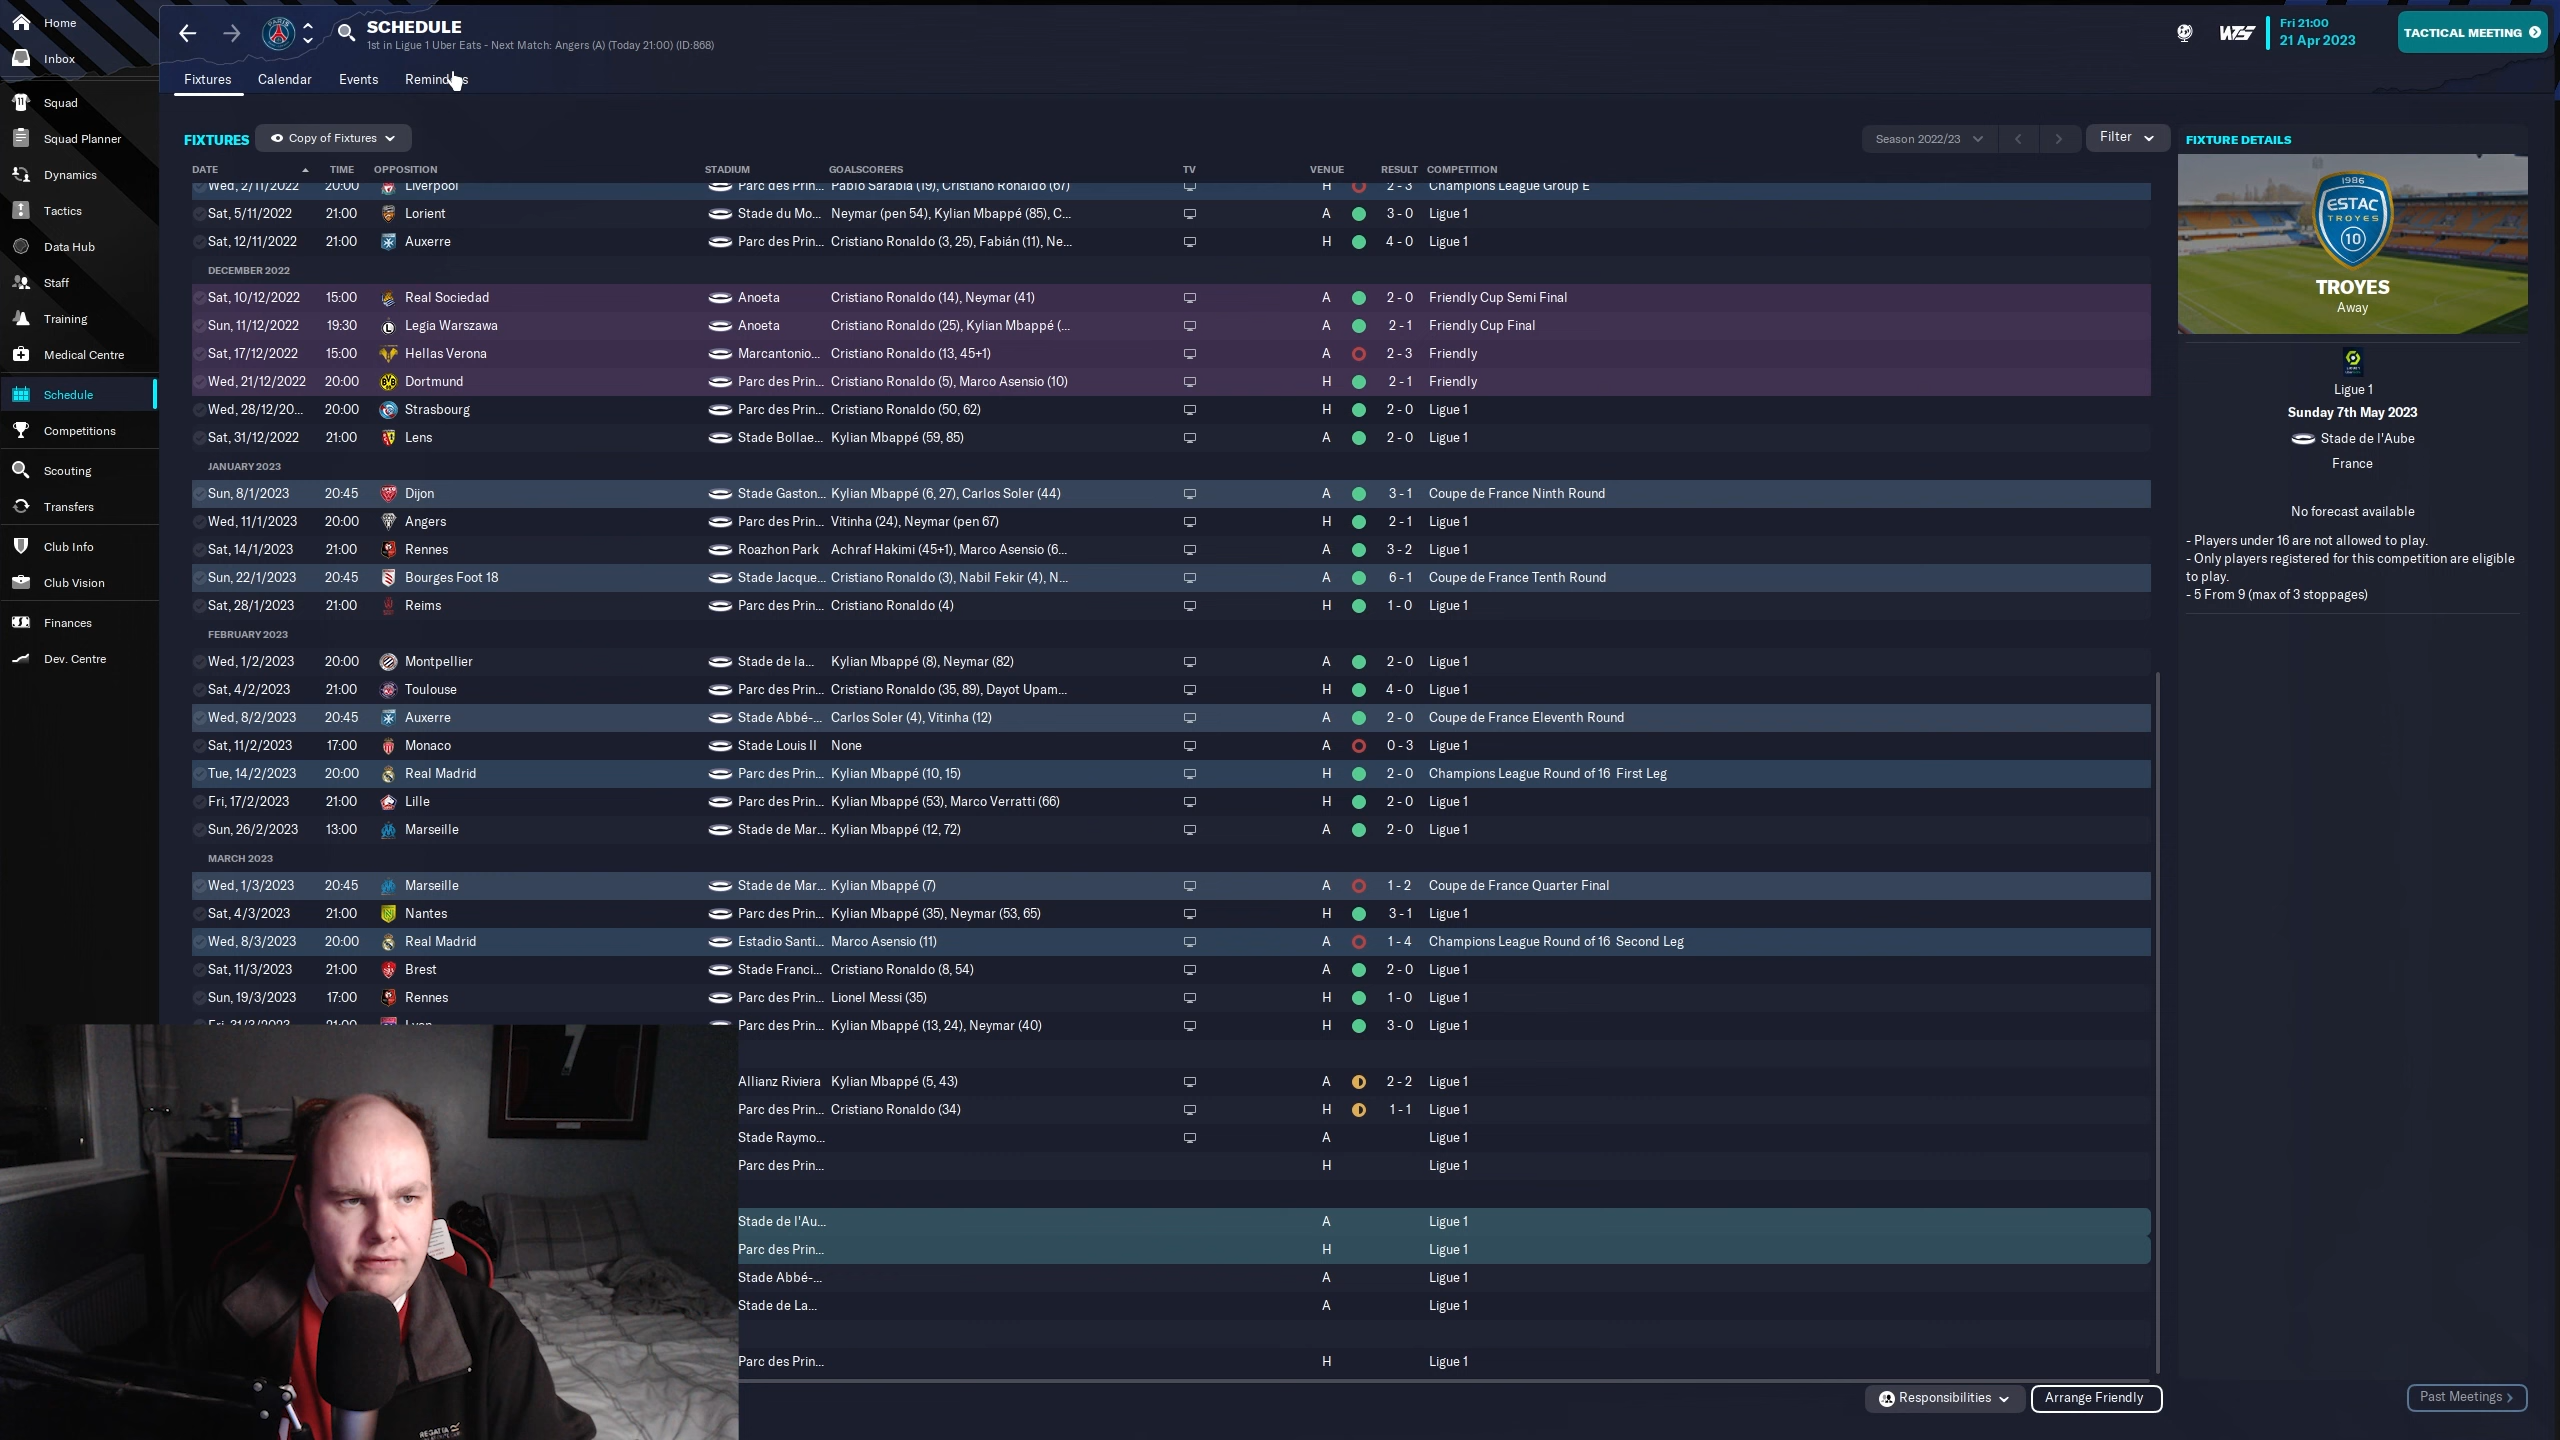 Home
Inbox
Squad
Squad Planner
Dynamics
Tactics
Data Hub
Staff
Training
Medical Centre
Schedule
Competitions
Scouting
Transfers
Club Info
Club Vision
Finances
Dev. Centre
SCHEDULE
1st in Ligue 1 Uber Eats - Next Match: Angers (A) (Today 21:00) (ID:868)
Fri 21:00
21 Apr 2023
TACTICAL MEETING
Fixtures Calendar Events
FIXTURES Copy of Fixtures Season 2022/23 Filter
DATE TIME OPPOSITION STADIUM GOALSCORERS TV VENUE RESULT COMPETITION
Wed, 2/11/2022 20:00 Liverpool Parc des Prin... Pablo Sarabia (19), Cristiano Ronaldo (67) H 2 - 3 Champions League Group E
Sat, 5/11/2022 21:00 Lorient Stade du Mo... Neymar (pen 54), Kylian Mbappé (85), C... A 3 - 0 Ligue 1
Sat, 12/11/2022 21:00 Auxerre Parc des Prin... Cristiano Ronaldo (3, 25), Fabián (11), Ne... H 4 - 0 Ligue 1
DECEMBER 2022
Sat, 10/12/2022 15:00 Real Sociedad Anoeta Cristiano Ronaldo (14), Neymar (41) A 2 - 0 Friendly Cup Semi Final
Sun, 11/12/2022 19:30 Legia Warszawa Anoeta Cristiano Ronaldo (25), Kylian Mbappé (... A 2 - 1 Friendly Cup Final
Sat, 17/12/2022 15:00 Hellas Verona Marcantonio... Cristiano Ronaldo (13, 45+1) A 2 - 3 Friendly
Wed, 21/12/2022 20:00 Dortmund Parc des Prin... Cristiano Ronaldo (5), Marco Asensio (10) H 2 - 1 Friendly
Wed, 28/12/20... 20:00 Strasbourg Parc des Prin... Cristiano Ronaldo (50, 62) H 2 - 0 Ligue 1
Sat, 31/12/2022 21:00 Lens Stade Bollae... Kylian Mbappé (59, 85) A 2 - 0 Ligue 1
JANUARY 2023
Sun, 8/1/2023 20:45 Dijon Stade Gaston... Kylian Mbappé (6, 27), Carlos Soler (44) A 3 - 1 Coupe de France Ninth Round
Wed, 11/1/2023 20:00 Angers Parc des Prin... Vitinha (24), Neymar (pen 67) H 2 - 1 Ligue 1
Sat, 14/1/2023 21:00 Rennes Roazhon Park Achraf Hakimi (45+1), Marco Asensio (6... A 3 - 2 Ligue 1
Sun, 22/1/2023 20:45 Bourges Foot 18 Stade Jacque... Cristiano Ronaldo (3), Nabil Fekir (4), N... A 6 - 1 Coupe de France Tenth Round
Sat, 28/1/2023 21:00 Reims Parc des Prin... Cristiano Ronaldo (4) H 1 - 0 Ligue 1
FEBRUARY 2023
Wed, 1/2/2023 20:00 Montpellier Stade de la... Kylian Mbappé (8), Neymar (82) A 2 - 0 Ligue 1
Sat, 4/2/2023 21:00 Toulouse Parc des Prin... Cristiano Ronaldo (35, 89), Dayot Upam... H 4 - 0 Ligue 1
Wed, 8/2/2023 20:45 Auxerre Stade Abbé-... Carlos Soler (4), Vitinha (12) A 2 - 0 Coupe de France Eleventh Round
Sat, 11/2/2023 17:00 Monaco Stade Louis II None A 0 - 3 Ligue 1
Tue, 14/2/2023 20:00 Real Madrid Parc des Prin... Kylian Mbappé (10, 15) H 2 - 0 Champions League Round of 16 First Leg
Fri, 17/2/2023 21:00 Lille Parc des Prin... Kylian Mbappé (53), Marco Verratti (66) H 2 - 0 Ligue 1
Sun, 26/2/2023 13:00 Marseille Stade de Mar... Kylian Mbappé (12, 72) A 2 - 0 Ligue 1
MARCH 2023
Wed, 1/3/2023 20:45 Marseille Stade de Mar... Kylian Mbappé (7) A 1 - 2 Coupe de France Quarter Final
Sat, 4/3/2023 21:00 Nantes Parc des Prin... Kylian Mbappé (35), Neymar (53, 65) H 3 - 1 Ligue 1
Wed, 8/3/2023 20:00 Real Madrid Estadio Santi... Marco Asensio (11) A 1 - 4 Champions League Round of 16 Second Leg
Sat, 11/3/2023 21:00 Brest Stade Franci... Cristiano Ronaldo (8, 54) A 2 - 0 Ligue 1
Sun, 19/3/2023 17:00 Rennes Parc des Prin... Lionel Messi (35) H 1 - 0 Ligue 1
Fri, 31/3/2023 21:00 Lyon Parc des Prin... Kylian Mbappé (13, 24), Neymar (40) H 3 - 0 Ligue 1
Allianz Riviera Kylian Mbappé (5, 43) A 2 - 2 Ligue 1
Parc des Prin... Cristiano Ronaldo (34) H 1 - 1 Ligue 1
Stade Raymo... A Ligue 1
Parc des Prin... H Ligue 1
Stade de l'Au... A Ligue 1
Parc des Prin... H Ligue 1
Stade Abbé-... A Ligue 1
Stade de La... A Ligue 1
Parc des Prin... H Ligue 1
Responsibilities Arrange Friendly
FIXTURE DETAILS
1986
ESTAC
TROYES
10
TROYES
Away
Ligue 1
Sunday 7th May 2023
Stade de l'Aube
France
No forecast available
- Players under 16 are not allowed to play.
- Only players registered for this competition are eligible
to play.
- 5 From 9 (max of 3 stoppages)
Past Meetings
REGATTA